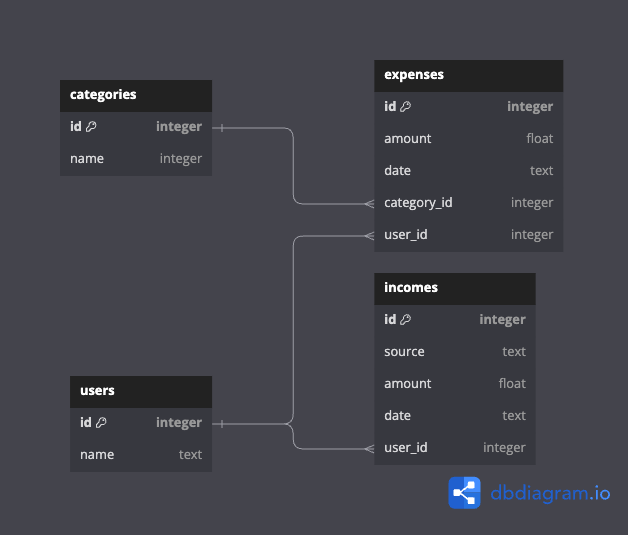 categories
id integer
name integer
expenses
id integer
amount float
date text
category_id integer
user_id integer
incomes
id integer
source text
amount float
date text
user_id integer
users
id integer
name text
dbdiagram.io